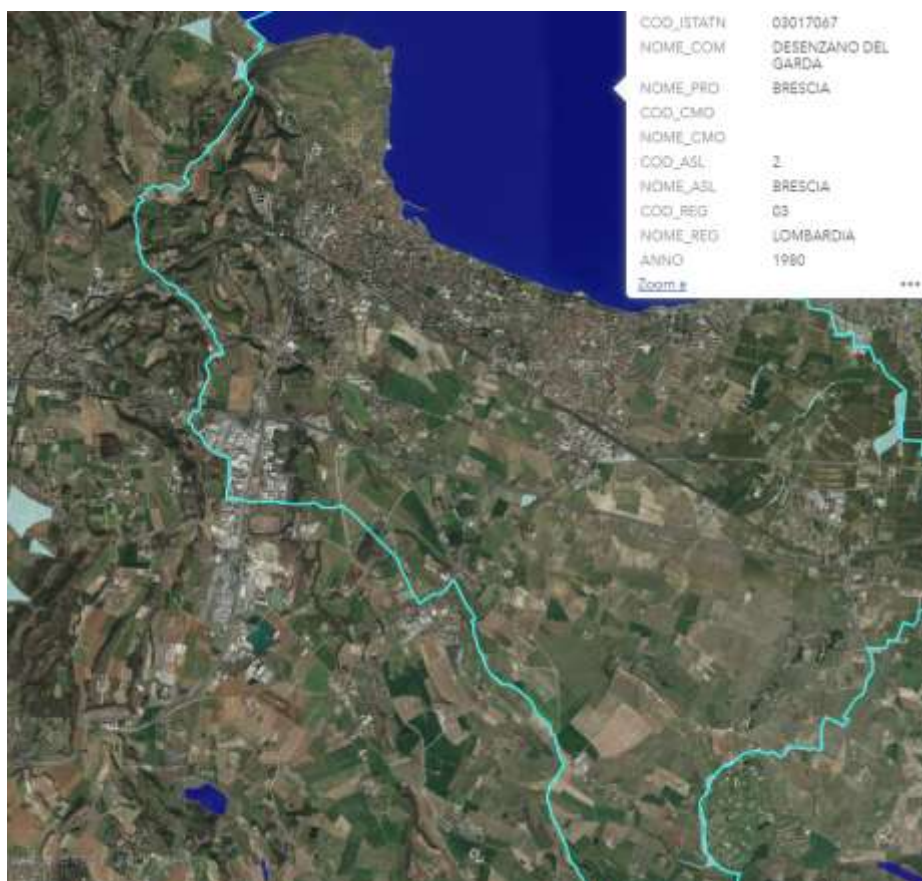 COD_ISTATN 03017067
NOME_COM DESENZANO DEL
GARDA
NOME_PRO BRESCIA
COD_CMO
NOME_CMO
COD_ASL 2
NOME_ASL BRESCIA
COD_REG 03
NOME_REG LOMBARDIA
ANNO 1980
Zoom a